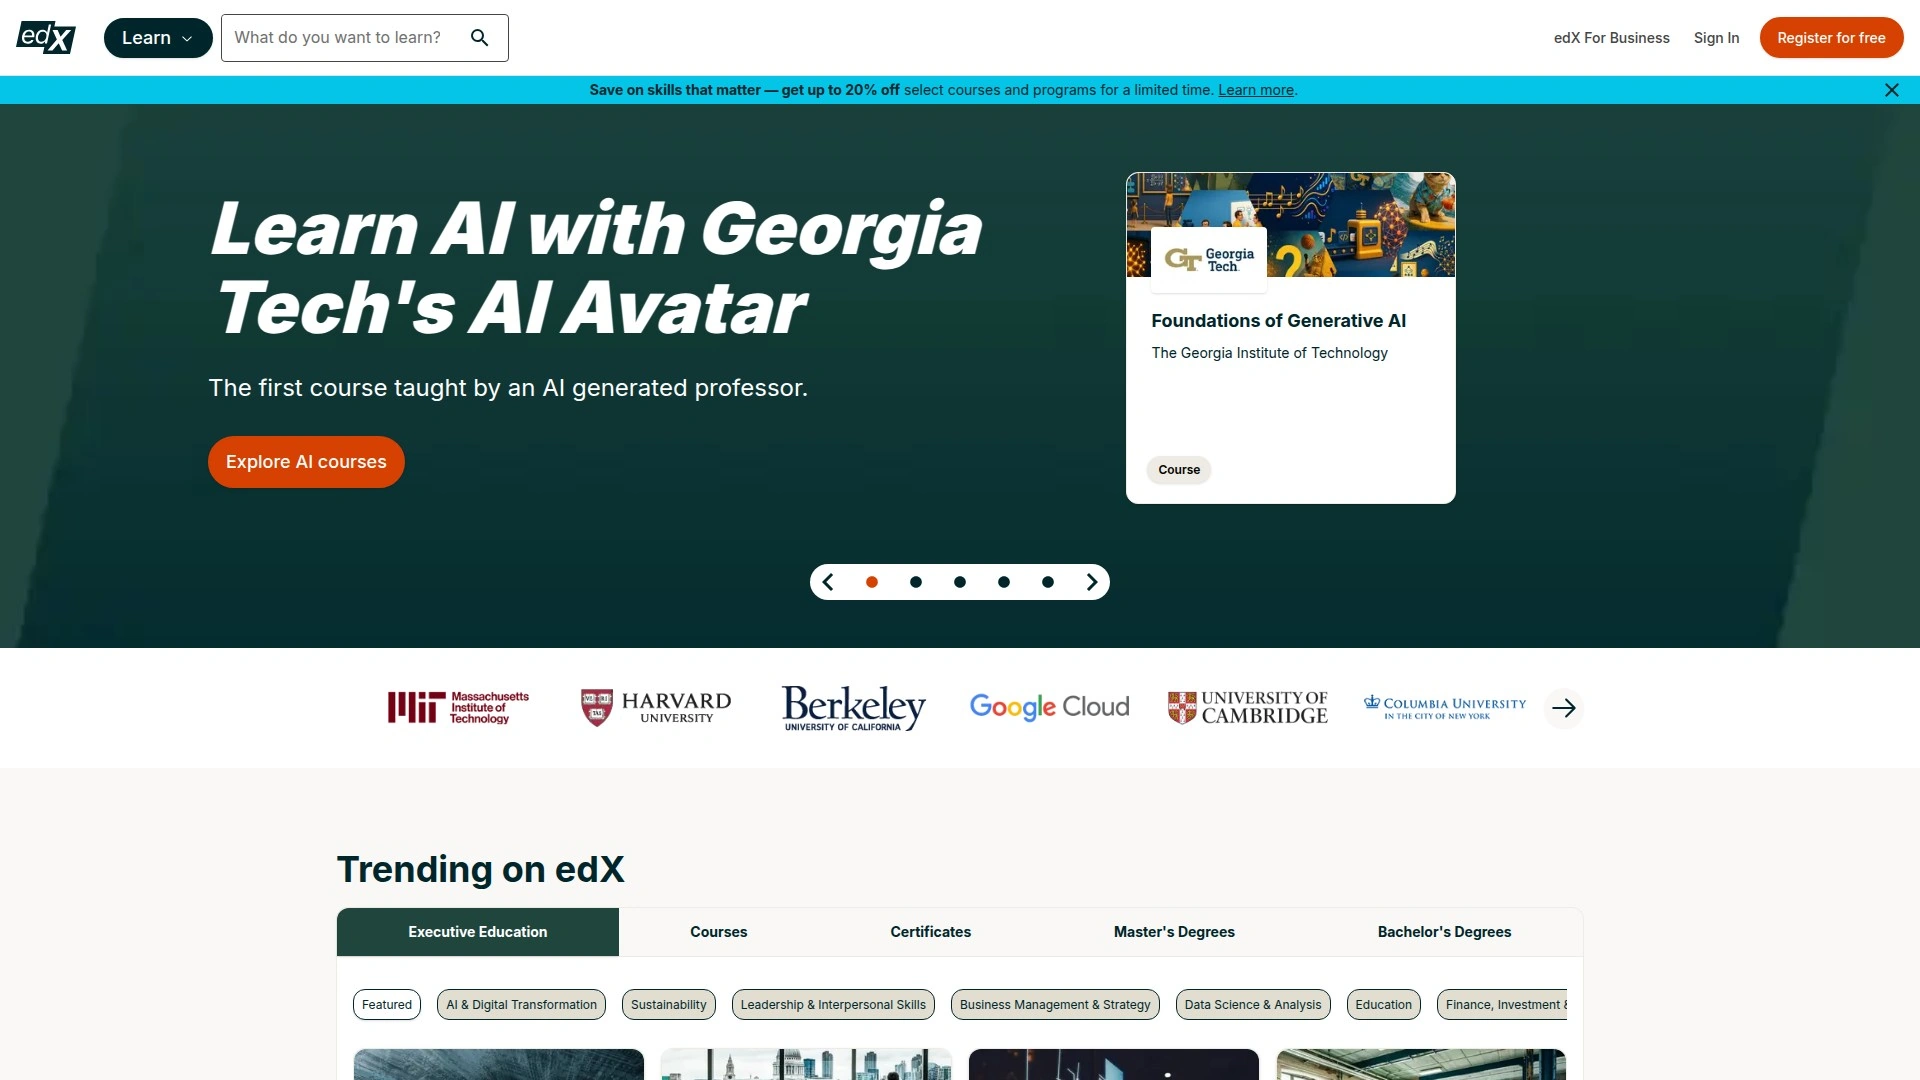 edX
Learn
What do you want to learn?
edX For Business
Sign In
Register for free
Save on skills that matter — get up to 20% off select courses and programs for a limited time. Learn more.
Learn AI with Georgia
Tech's AI Avatar
The first course taught by an AI generated professor.
Explore AI courses
Georgia
Tech
Foundations of Generative AI
The Georgia Institute of Technology
Course
Massachusetts
Institute of
Technology
HARVARD
UNIVERSITY
Berkeley
UNIVERSITY OF CALIFORNIA
Google Cloud
UNIVERSITY OF
CAMBRIDGE
COLUMBIA UNIVERSITY
IN THE CITY OF NEW YORK
Trending on edX
Executive Education
Courses
Certificates
Master's Degrees
Bachelor's Degrees
Featured
AI & Digital Transformation
Sustainability
Leadership & Interpersonal Skills
Business Management & Strategy
Data Science & Analysis
Education
Finance, Investment &